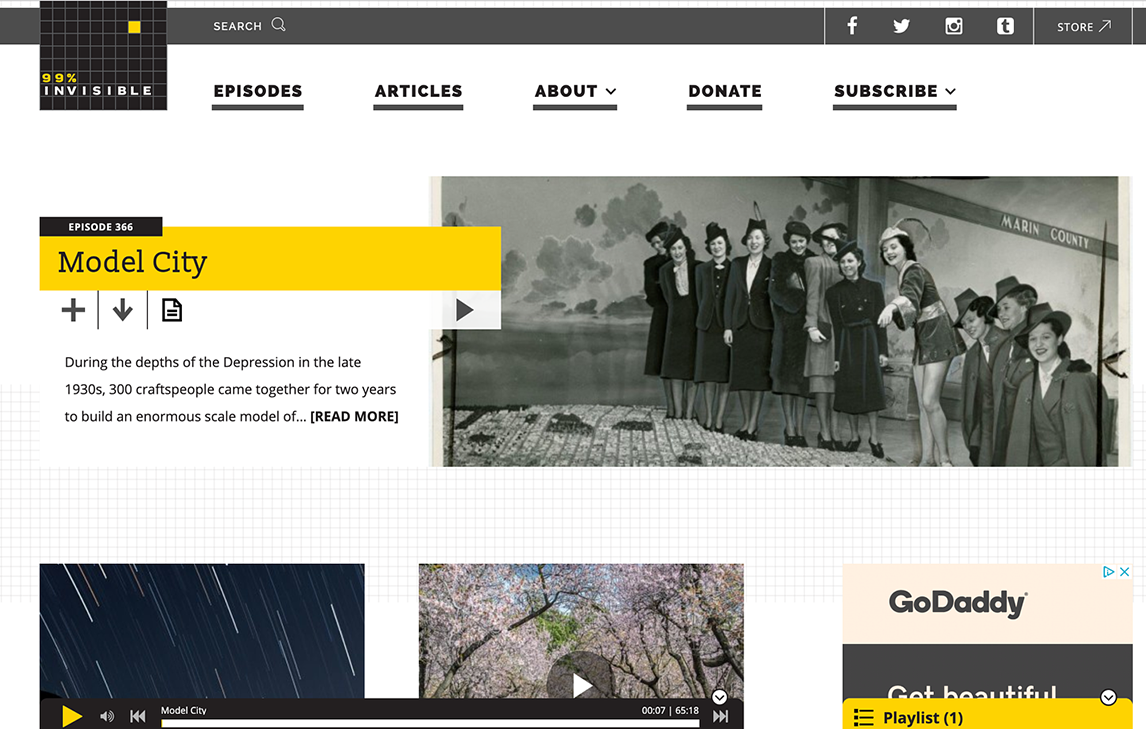 SEARCH
STORE
99%
INVISIBLE
EPISODES
ARTICLES
ABOUT
DONATE
SUBSCRIBE
MARIN COUNTY
EPISODE 366
Model City
During the depths of the Depression in the late
1930s, 300 craftspeople came together for two years
to build an enormous scale model of... [READ MORE]
GoDaddy
Get beautiful
Model City
00:07 | 65:18
Playlist (1)